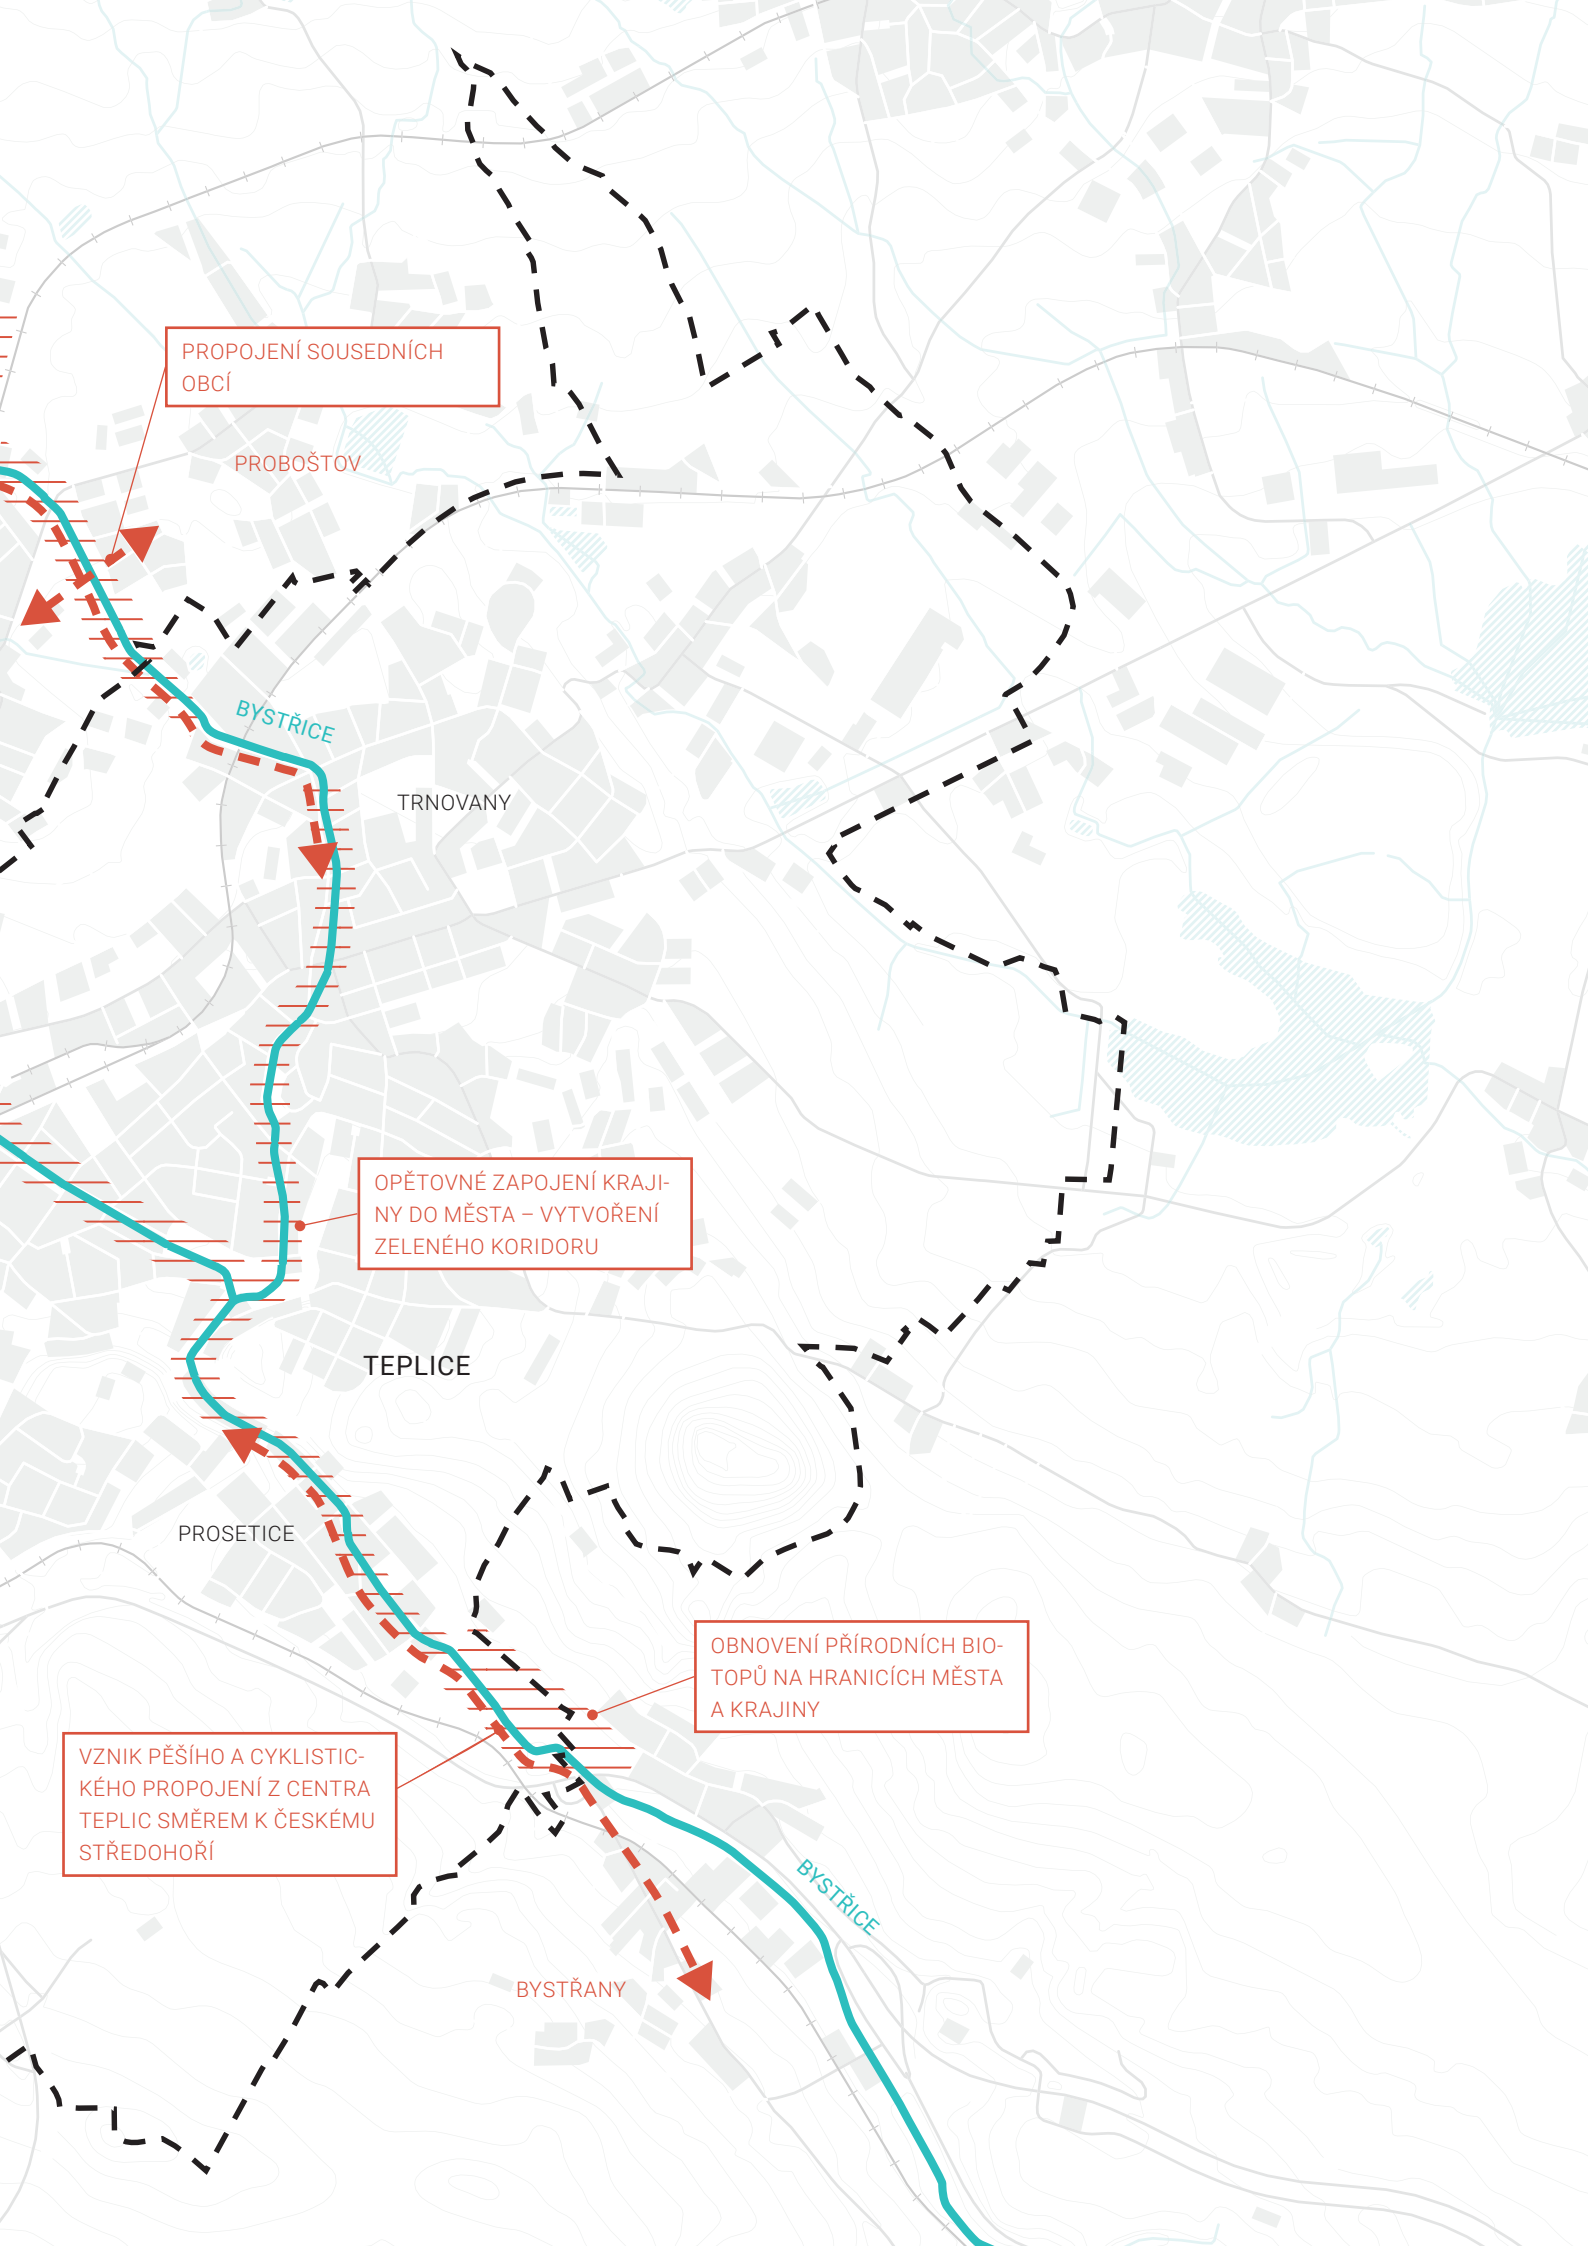 PROPOJENÍ SOUSEDNÍCH
OBCÍ
PROBOŠTOV
BYSTŘICE
TRNOVANY
OPĚTOVNÉ ZAPOJENÍ KRAJI-
NY DO MĚSTA – VYTVOŘENÍ
ZELENÉHO KORIDORU
TEPLICE
PROSETICE
OBNOVENÍ PŘÍRODNÍCH BIO-
TOPŮ NA HRANICÍCH MĚSTA
A KRAJINY
VZNIK PĚŠÍHO A CYKLISTIC-
KÉHO PROPOJENÍ Z CENTRA
TEPLIC SMĚREM K ČESKÉMU
STŘEDOHOŘÍ
BYSTŘICE
BYSTŘANY